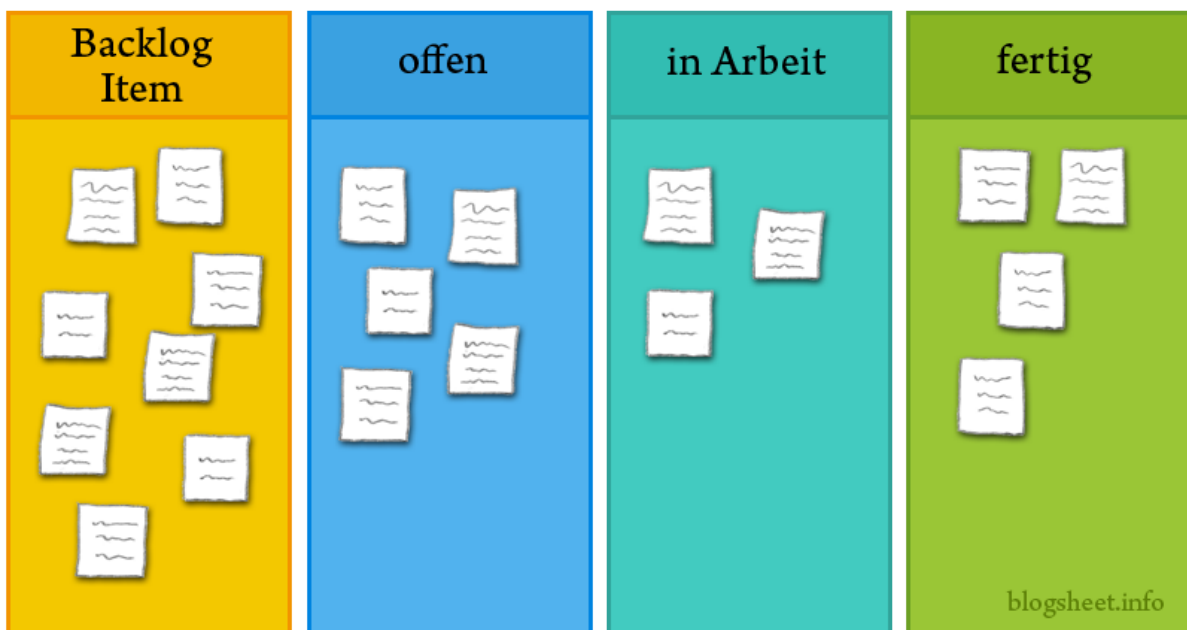 Backlog
Item
offen
in Arbeit
fertig
blogsheet.info